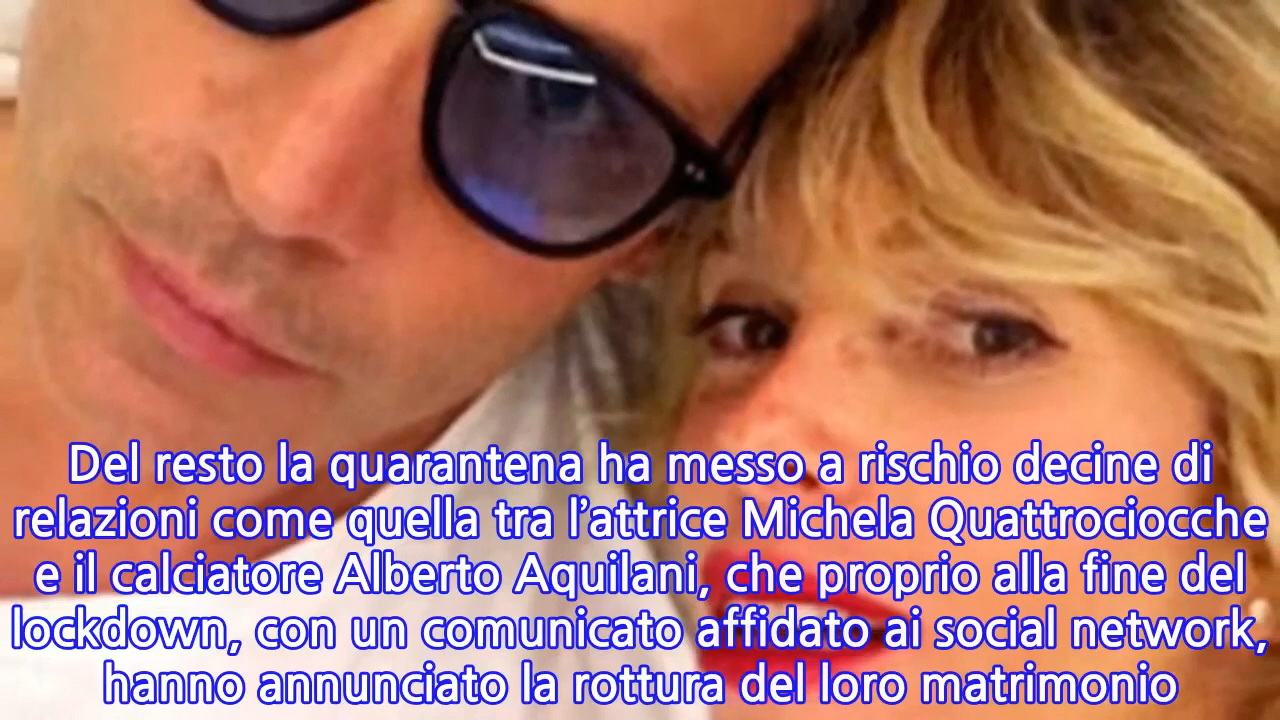 Del resto la quarantena ha messo a rischio decine di
relazioni come quella tra l’attrice Michela Quattrociocche
e il calciatore Alberto Aquilani, che proprio alla fine del
lockdown, con un comunicato affidato ai social network,
hanno annunciato la rottura del loro matrimonio